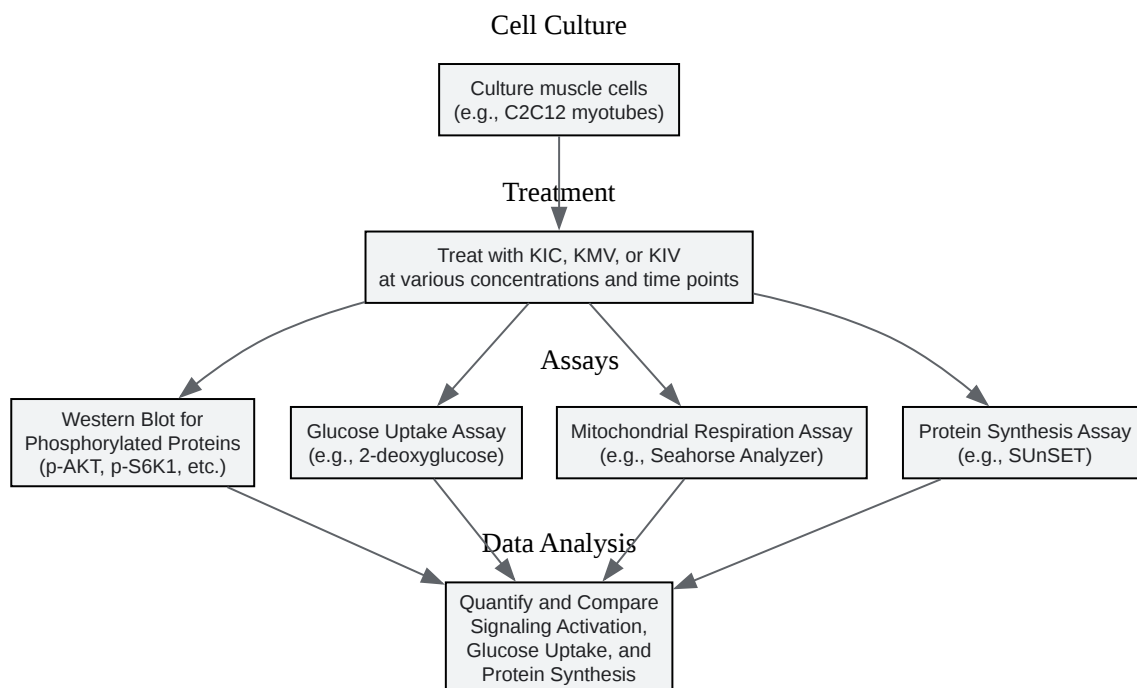 Cell Culture
Culture muscle cells
(e.g., C2C12 myotubes)
Treatment
Treat with KIC, KMV, or KIV
at various concentrations and time points
Assays
Western Blot for
Phosphorylated Proteins
(p-AKT, p-S6K1, etc.)
Glucose Uptake Assay
(e.g., 2-deoxyglucose)
Mitochondrial Respiration Assay
(e.g., Seahorse Analyzer)
Protein Synthesis Assay
(e.g., SUnSET)
Data Analysis
Quantify and Compare
Signaling Activation,
Glucose Uptake, and
Protein Synthesis